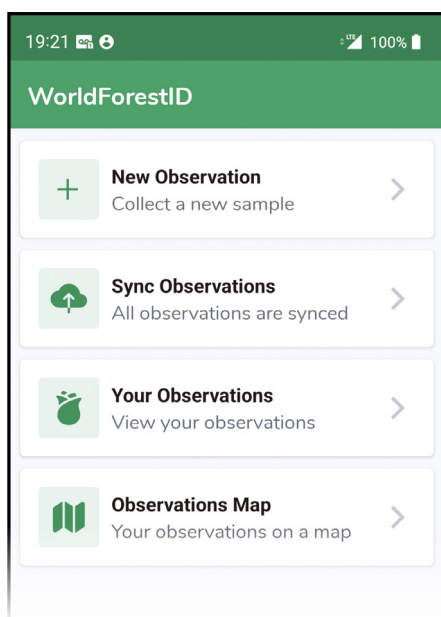 19:21 LTE 100%
WorldForestID
New Observation
Collect a new sample
Sync Observations
All observations are synced
Your Observations
View your observations
Observations Map
Your observations on a map